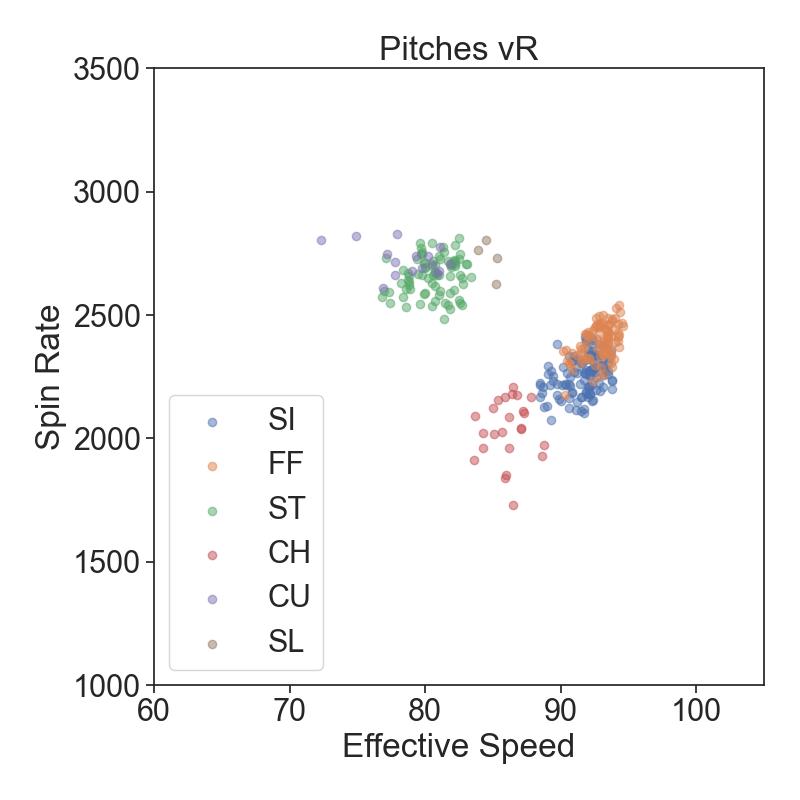 Pitches vR
3500
3000
2500
2000
1500
1000
Spin Rate
SI
FF
ST
CH
CU
SL
60 70 80 90 100
Effective Speed